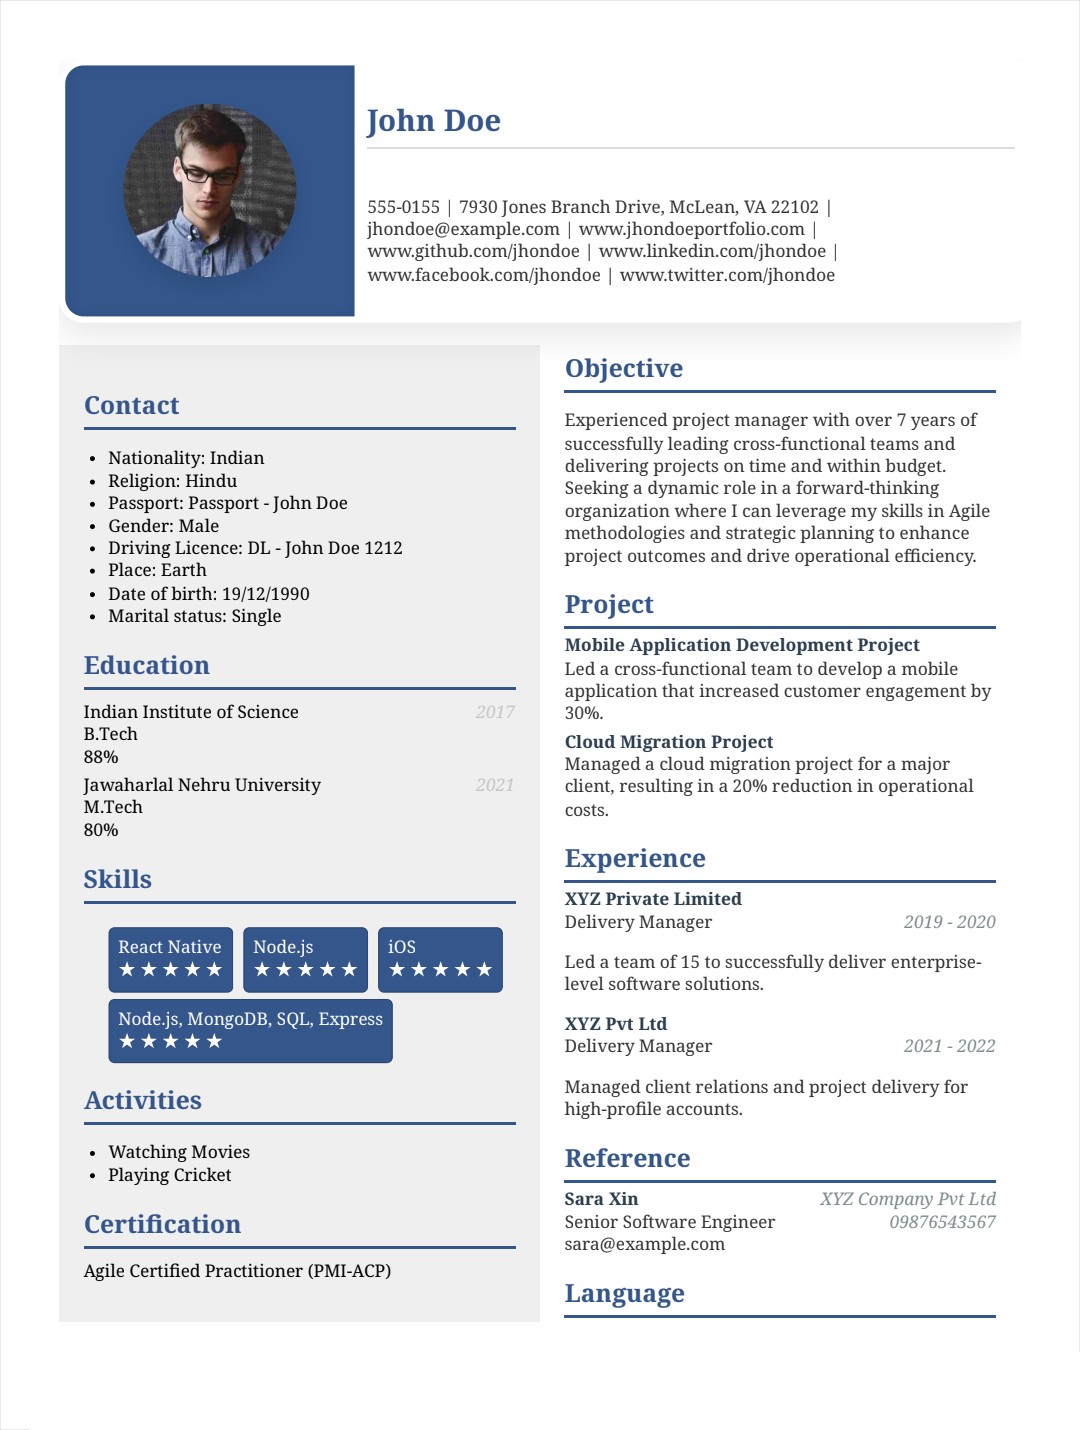 John Doe
555-0155 | 7930 Jones Branch Drive, McLean, VA 22102 |
jhondoe@example.com | www.jhondoeportfolio.com |
www.github.com/jhondoe | www.linkedin.com/jhondoe |
www.facebook.com/jhondoe | www.twitter.com/jhondoe
Contact
• Nationality: Indian
• Religion: Hindu
• Passport: Passport - John Doe
• Gender: Male
• Driving Licence: DL - John Doe 1212
• Place: Earth
• Date of birth: 19/12/1990
• Marital status: Single
Education
Indian Institute of Science 2017
B.Tech
88%
Jawaharlal Nehru University 2021
M.Tech
80%
Skills
React Native Node.js iOS
★★★★★ ★★★★★ ★★★★★
Node.js, MongoDB, SQL, Express
★★★★★
Activities
• Watching Movies
• Playing Cricket
Certification
Agile Certified Practitioner (PMI-ACP)
Objective
Experienced project manager with over 7 years of
successfully leading cross-functional teams and
delivering projects on time and within budget.
Seeking a dynamic role in a forward-thinking
organization where I can leverage my skills in Agile
methodologies and strategic planning to enhance
project outcomes and drive operational efficiency.
Project
Mobile Application Development Project
Led a cross-functional team to develop a mobile
application that increased customer engagement by
30%.
Cloud Migration Project
Managed a cloud migration project for a major
client, resulting in a 20% reduction in operational
costs.
Experience
XYZ Private Limited
Delivery Manager 2019 - 2020
Led a team of 15 to successfully deliver enterprise-
level software solutions.
XYZ Pvt Ltd
Delivery Manager 2021 - 2022
Managed client relations and project delivery for
high-profile accounts.
Reference
Sara Xin XYZ Company Pvt Ltd
Senior Software Engineer 09876543567
sara@example.com
Language